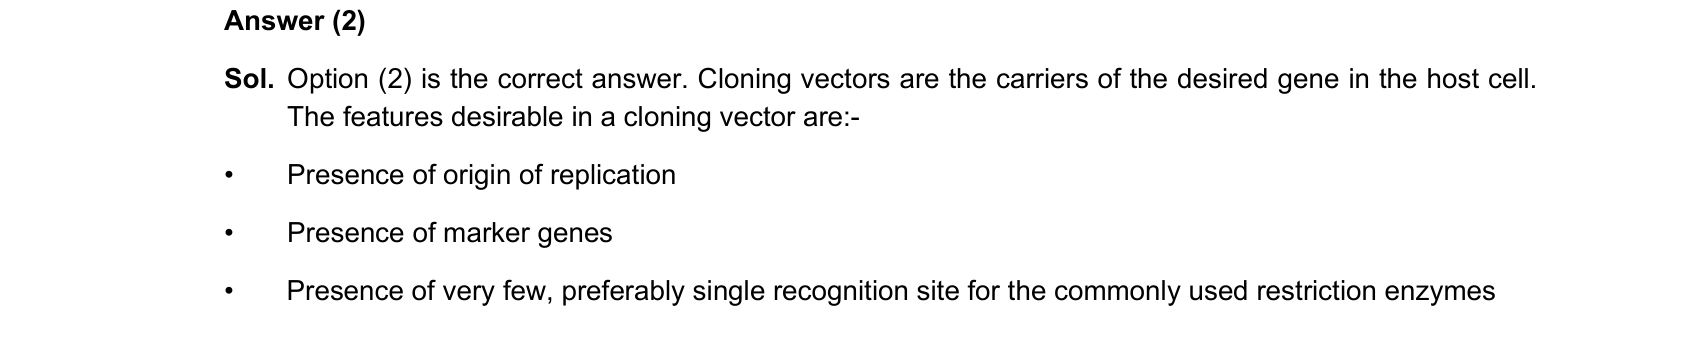 Answer (2)
Sol. Option (2) is the correct answer. Cloning vectors are the carriers of the desired gene in the host cell.
The features desirable in a cloning vector are:-
• Presence of origin of replication
• Presence of marker genes
• Presence of very few, preferably single recognition site for the commonly used restriction enzymes